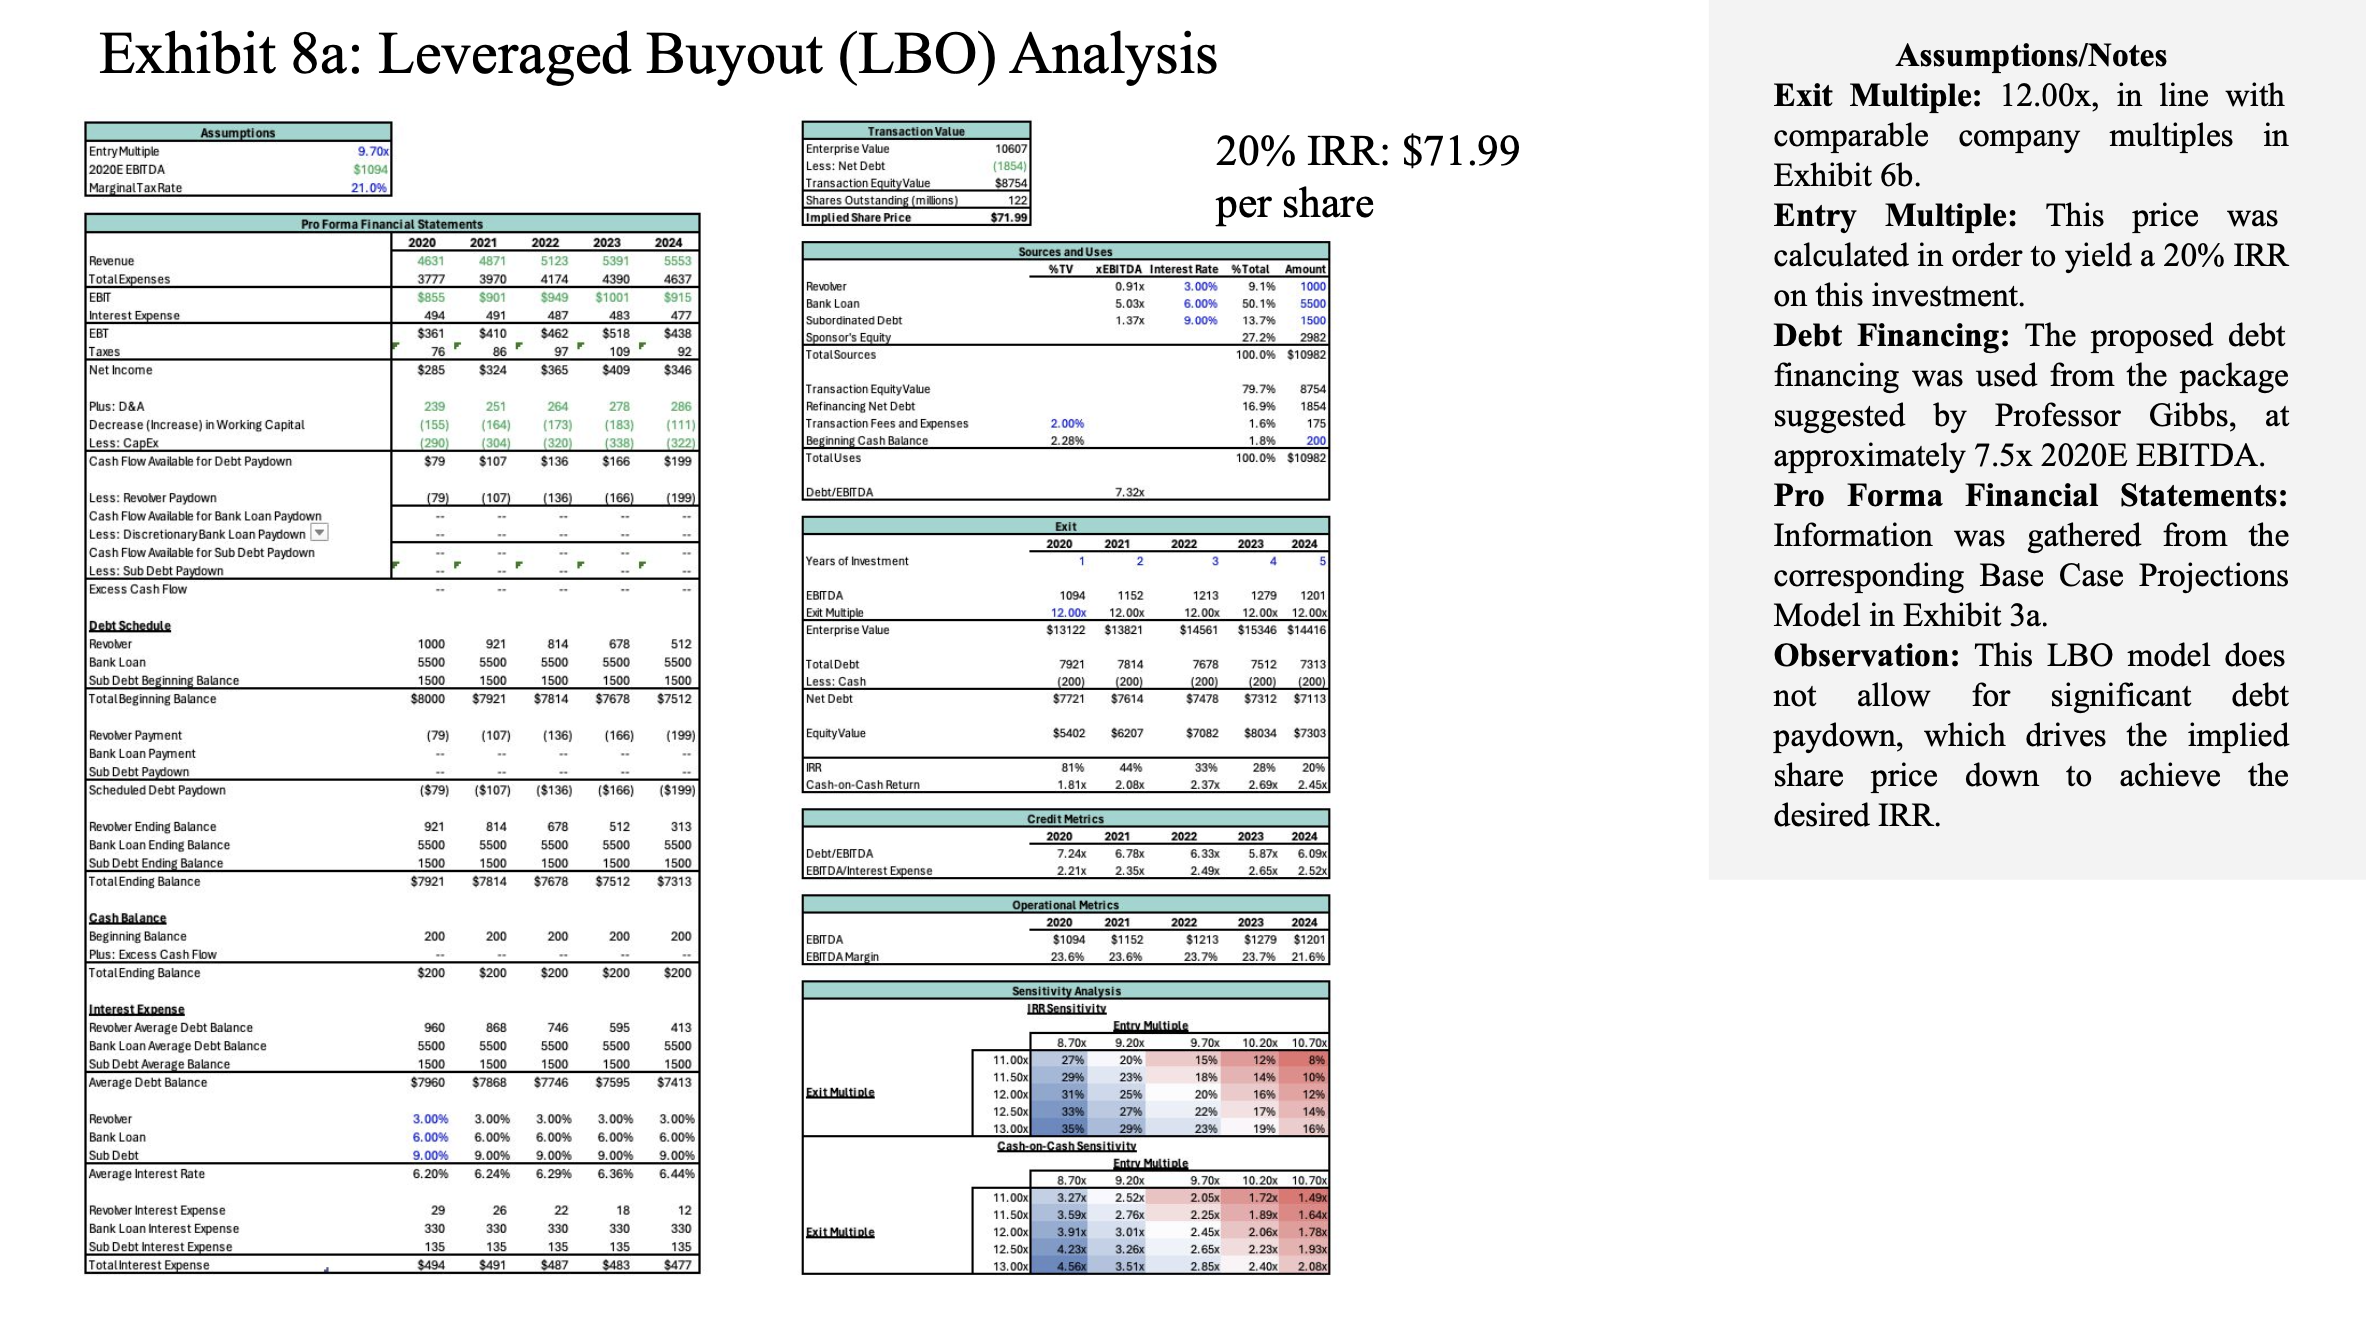 Exhibit 8a: Leveraged Buyout (LBO) Analysis
Assumptions
Entry Multiple 9.70x
2020E EBITDA $1094
Marginal Tax Rate 21.0%
Pro Forma Financial Statements
2020 2021 2022 2023 2024
Revenue 4631 4871 5123 5391 5553
Total Expenses 3777 3970 4174 4390 4637
EBIT $855 $901 $949 $1001 $915
Interest Expense 494 491 487 483 477
EBT $361 $410 $462 $518 $438
Taxes 76 86 97 109 92
Net Income $285 $324 $365 $409 $346
Plus: D&A 239 251 264 278 286
Decrease (Increase) in Working Capital (155) (164) (173) (183) (111)
Less: CapEx (290) (304) (320) (338) (322)
Cash Flow Available for Debt Paydown $79 $107 $136 $166 $199
Less: Revolver Paydown (79) (107) (136) (166) (199)
Cash Flow Available for Bank Loan Paydown -- -- -- -- --
Less: Discretionary Bank Loan Paydown -- -- -- -- --
Cash Flow Available for Sub Debt Paydown -- -- -- -- --
Less: Sub Debt Paydown -- -- -- -- --
Excess Cash Flow -- -- -- -- --
Debt Schedule
Revolver 1000 921 814 678 512
Bank Loan 5500 5500 5500 5500 5500
Sub Debt Beginning Balance 1500 1500 1500 1500 1500
Total Beginning Balance $8000 $7921 $7814 $7678 $7512
Revolver Payment (79) (107) (136) (166) (199)
Bank Loan Payment -- -- -- -- --
Sub Debt Paydown -- -- -- -- --
Scheduled Debt Paydown ($79) ($107) ($136) ($166) ($199)
Revolver Ending Balance 921 814 678 512 313
Bank Loan Ending Balance 5500 5500 5500 5500 5500
Sub Debt Ending Balance 1500 1500 1500 1500 1500
Total Ending Balance $7921 $7814 $7678 $7512 $7313
Cash Balance
Beginning Balance 200 200 200 200 200
Plus: Excess Cash Flow -- -- -- -- --
Total Ending Balance $200 $200 $200 $200 $200
Interest Expense
Revolver Average Debt Balance 960 868 746 595 413
Bank Loan Average Debt Balance 5500 5500 5500 5500 5500
Sub Debt Average Balance 1500 1500 1500 1500 1500
Average Debt Balance $7960 $7868 $7746 $7595 $7413
Revolver 3.00% 3.00% 3.00% 3.00% 3.00%
Bank Loan 6.00% 6.00% 6.00% 6.00% 6.00%
Sub Debt 9.00% 9.00% 9.00% 9.00% 9.00%
Average Interest Rate 6.20% 6.24% 6.29% 6.36% 6.44%
Revolver Interest Expense 29 26 22 18 12
Bank Loan Interest Expense 330 330 330 330 330
Sub Debt Interest Expense 135 135 135 135 135
Total Interest Expense $494 $491 $487 $483 $477
Transaction Value
Enterprise Value 10607
Less: Net Debt (1854)
Transaction Equity Value $8754
Shares Outstanding (millions) 122
Implied Share Price $71.99
20% IRR: $71.99
per share
Sources and Uses
%TV xEBITDA Interest Rate %Total Amount
Revolver 0.91x 3.00% 9.1% 1000
Bank Loan 5.03x 6.00% 50.1% 5500
Subordinated Debt 1.37x 9.00% 13.7% 1500
Sponsor's Equity 27.2% 2982
Total Sources 100.0% $10982
Transaction Equity Value 79.7% 8754
Refinancing Net Debt 16.9% 1854
Transaction Fees and Expenses 2.00% 1.6% 175
Beginning Cash Balance 2.28% 1.8% 200
Total Uses 100.0% $10982
Debt/EBITDA 7.32x
Exit
2020 2021 2022 2023 2024
Years of Investment 1 2 3 4 5
EBITDA 1094 1152 1213 1279 1201
Exit Multiple 12.00x 12.00x 12.00x 12.00x 12.00x
Enterprise Value $13122 $13821 $14561 $15346 $14416
Total Debt 7921 7814 7678 7512 7313
Less: Cash (200) (200) (200) (200) (200)
Net Debt $7721 $7614 $7478 $7312 $7113
Equity Value $5402 $6207 $7082 $8034 $7303
IRR 81% 44% 33% 28% 20%
Cash-on-Cash Return 1.81x 2.08x 2.37x 2.69x 2.45x
Credit Metrics
2020 2021 2022 2023 2024
Debt/EBITDA 7.24x 6.78x 6.33x 5.87x 6.09x
EBITDA/Interest Expense 2.21x 2.35x 2.49x 2.65x 2.52x
Operational Metrics
2020 2021 2022 2023 2024
EBITDA $1094 $1152 $1213 $1279 $1201
EBITDA Margin 23.6% 23.6% 23.7% 23.7% 21.6%
Sensitivity Analysis
IRR Sensitivity
Entry Multiple
8.70x 9.20x 9.70x 10.20x 10.70x
11.00x 27% 20% 15% 12% 8%
11.50x 29% 23% 18% 14% 10%
Exit Multiple 12.00x 31% 25% 20% 16% 12%
12.50x 33% 27% 22% 17% 14%
13.00x 35% 29% 23% 19% 16%
Cash-on-Cash Sensitivity
Entry Multiple
8.70x 9.20x 9.70x 10.20x 10.70x
11.00x 3.27x 2.52x 2.05x 1.72x 1.49x
11.50x 3.59x 2.76x 2.25x 1.89x 1.64x
Exit Multiple 12.00x 3.91x 3.01x 2.45x 2.06x 1.78x
12.50x 4.23x 3.26x 2.65x 2.23x 1.93x
13.00x 4.56x 3.51x 2.85x 2.40x 2.08x
Assumptions/Notes
Exit Multiple: 12.00x, in line with
comparable company multiples in
Exhibit 6b.
Entry Multiple: This price was
calculated in order to yield a 20% IRR
on this investment.
Debt Financing: The proposed debt
financing was used from the package
suggested by Professor Gibbs, at
approximately 7.5x 2020E EBITDA.
Pro Forma Financial Statements:
Information was gathered from the
corresponding Base Case Projections
Model in Exhibit 3a.
Observation: This LBO model does
not allow for significant debt
paydown, which drives the implied
share price down to achieve the
desired IRR.